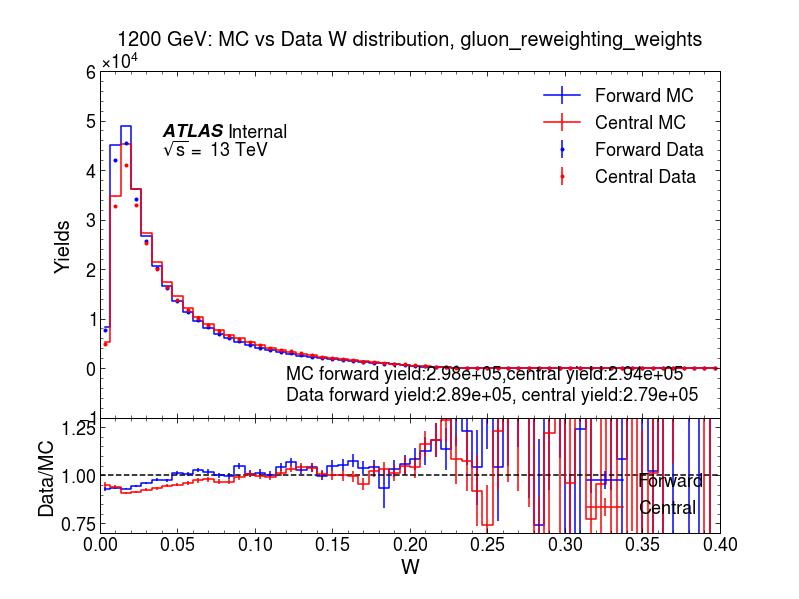 1200 GeV: MC vs Data W distribution, gluon_reweighting_weights
×10⁴
6
5
4
3
2
1
0
−1
Yields
ATLAS Internal
√s = 13 TeV
Forward MC
Central MC
Forward Data
Central Data
MC forward yield:2.98e+05,central yield:2.94e+05
Data forward yield:2.89e+05, central yield:2.79e+05
1.25
1.00
0.75
Data/MC
Forward
Central
0.00 0.05 0.10 0.15 0.20 0.25 0.30 0.35 0.40
W